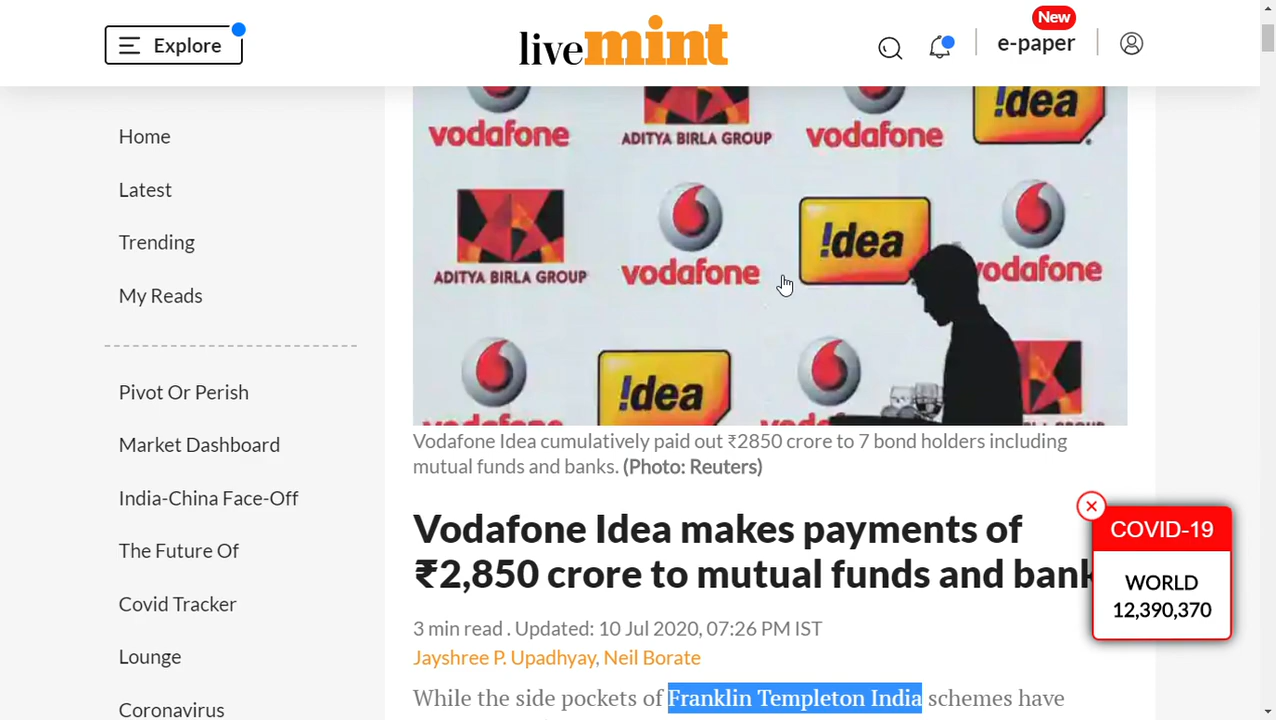 Explore
livemint
New
e-paper
Home
Latest
Trending
My Reads
Pivot Or Perish
Market Dashboard
India-China Face-Off
The Future Of
Covid Tracker
Lounge
Coronavirus
vodafone
ADITYA BIRLA GROUP
vodafone
!dea
ADITYA BIRLA GROUP
vodafone
!dea
vodafone
!dea
Vodafone Idea cumulatively paid out ₹2850 crore to 7 bond holders including
mutual funds and banks. (Photo: Reuters)
Vodafone Idea makes payments of
₹2,850 crore to mutual funds and bank
3 min read . Updated: 10 Jul 2020, 07:26 PM IST
Jayshree P. Upadhyay, Neil Borate
While the side pockets of Franklin Templeton India schemes have
COVID-19
WORLD
12,390,370